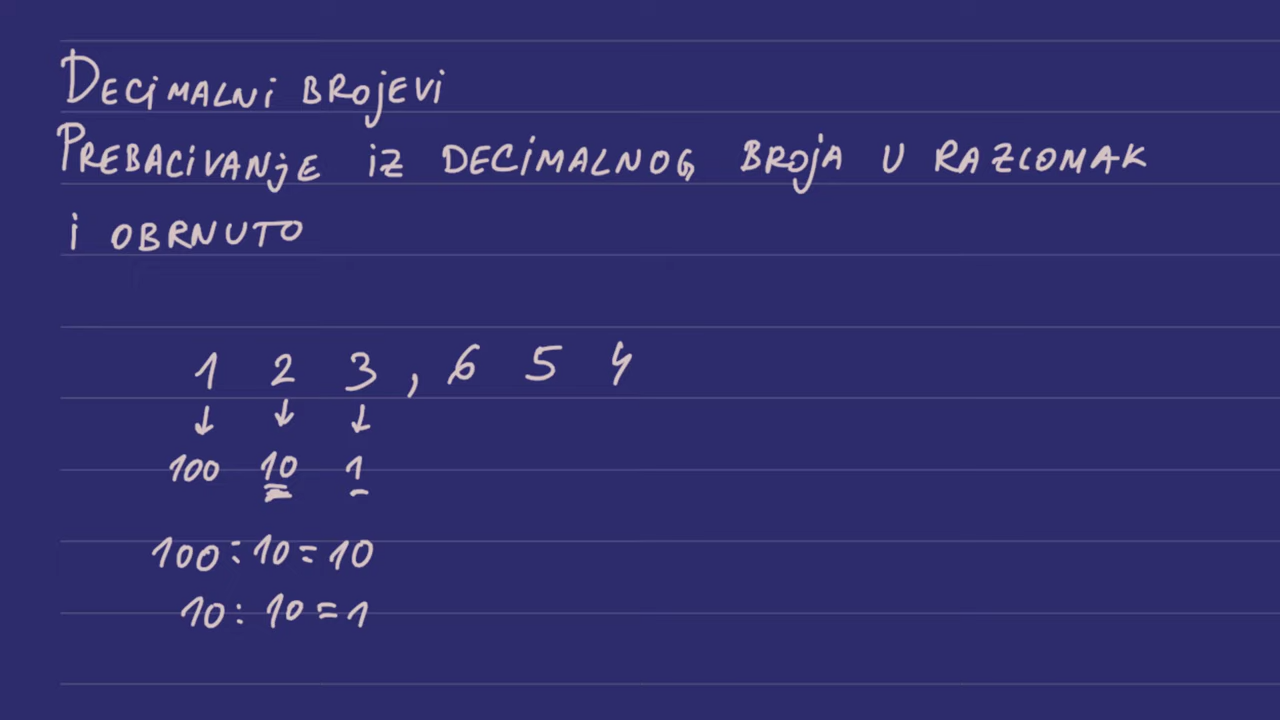 DECIMALNI BROJEVI
PREBACIVANJE IZ DECIMALNOG BROJA U RAZLOMAK
I OBRNUTO
1 2 3 , 6 5 4
↓ ↓ ↓
100 10 1
100 : 10 = 10
10 : 10 = 1